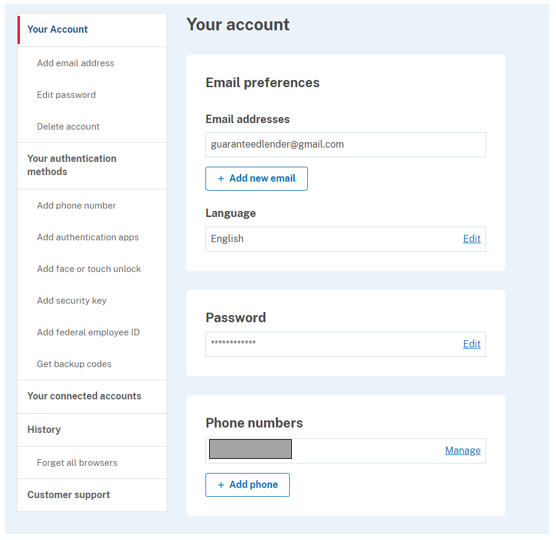 Your Account
Add email address
Edit password
Delete account
Your authentication
methods
Add phone number
Add authentication apps
Add face or touch unlock
Add security key
Add federal employee ID
Get backup codes
Your connected accounts
History
Forget all browsers
Customer support
Your account
Email preferences
Email addresses
guaranteedlender@gmail.com
+ Add new email
Language
English Edit
Password
************ Edit
Phone numbers
Manage
+ Add phone